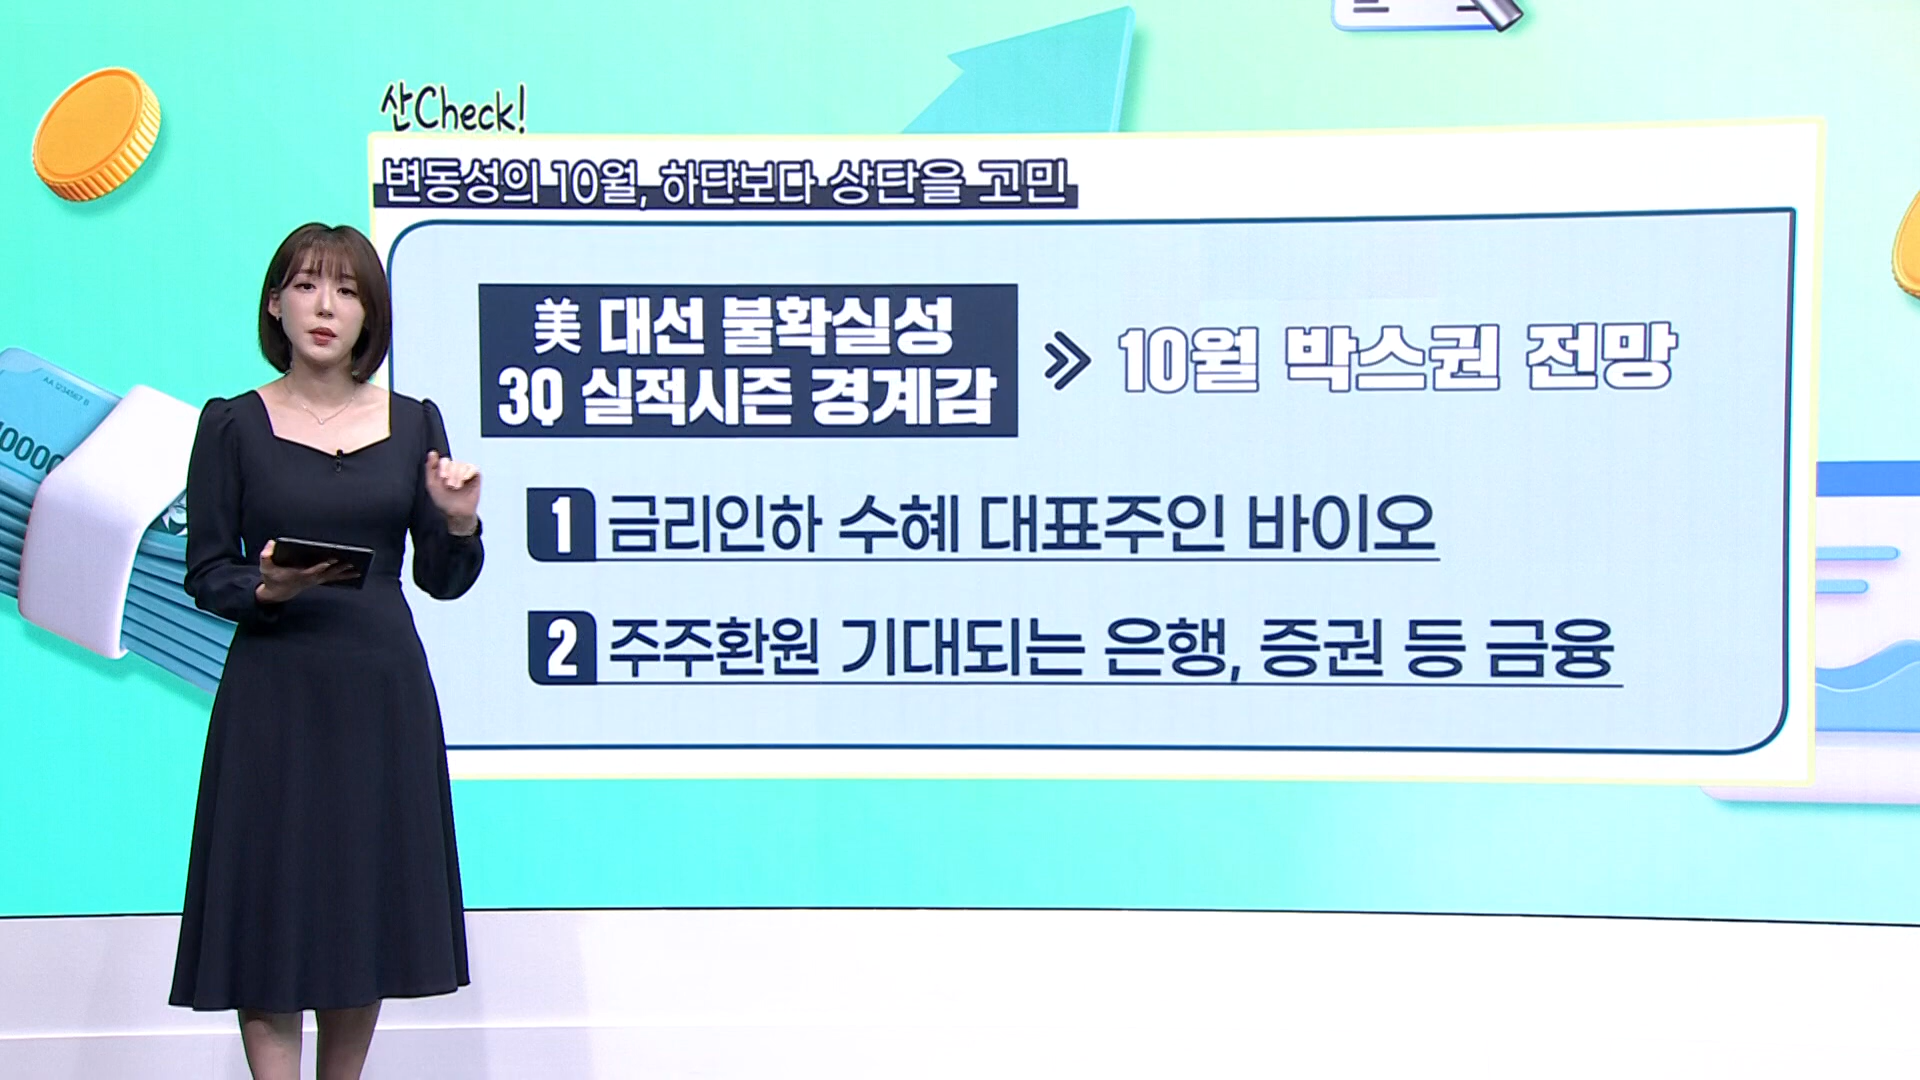 산Check!
변동성의 10월, 하단보다 상단을 고민
美 대선 불확실성
3Q 실적시즌 경계감
» 10월 박스권 전망
1 금리인하 수혜 대표주인 바이오
2 주주환원 기대되는 은행, 증권 등 금융
AA 1234567 B
10000